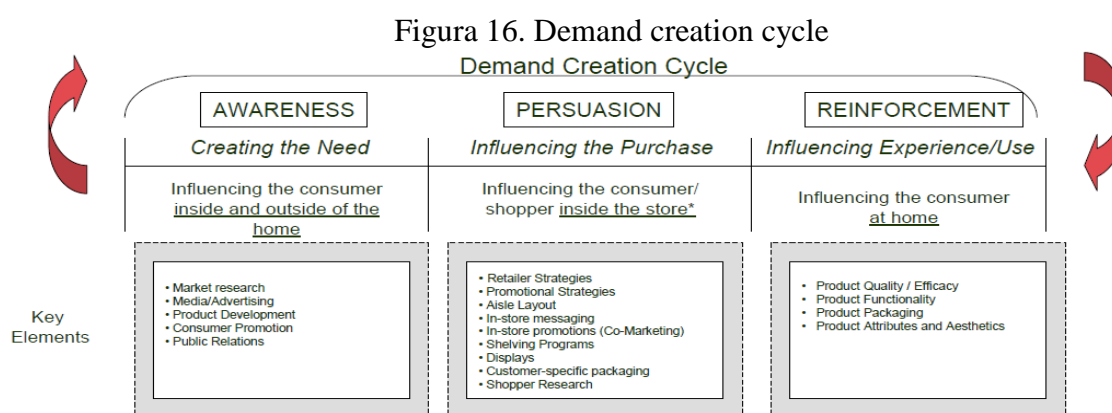 Figura 16. Demand creation cycle
Demand Creation Cycle
AWARENESS
Creating the Need
Influencing the consumer
inside and outside of the
home
PERSUASION
Influencing the Purchase
Influencing the consumer/
shopper inside the store*
REINFORCEMENT
Influencing Experience/Use
Influencing the consumer
at home
Key
Elements
• Market research
• Media/Advertising
• Product Development
• Consumer Promotion
• Public Relations
• Retailer Strategies
• Promotional Strategies
• Aisle Layout
• In-store messaging
• In-store promotions (Co-Marketing)
• Shelving Programs
• Displays
• Customer-specific packaging
• Shopper Research
• Product Quality / Efficacy
• Product Functionality
• Product Packaging
• Product Attributes and Aesthetics